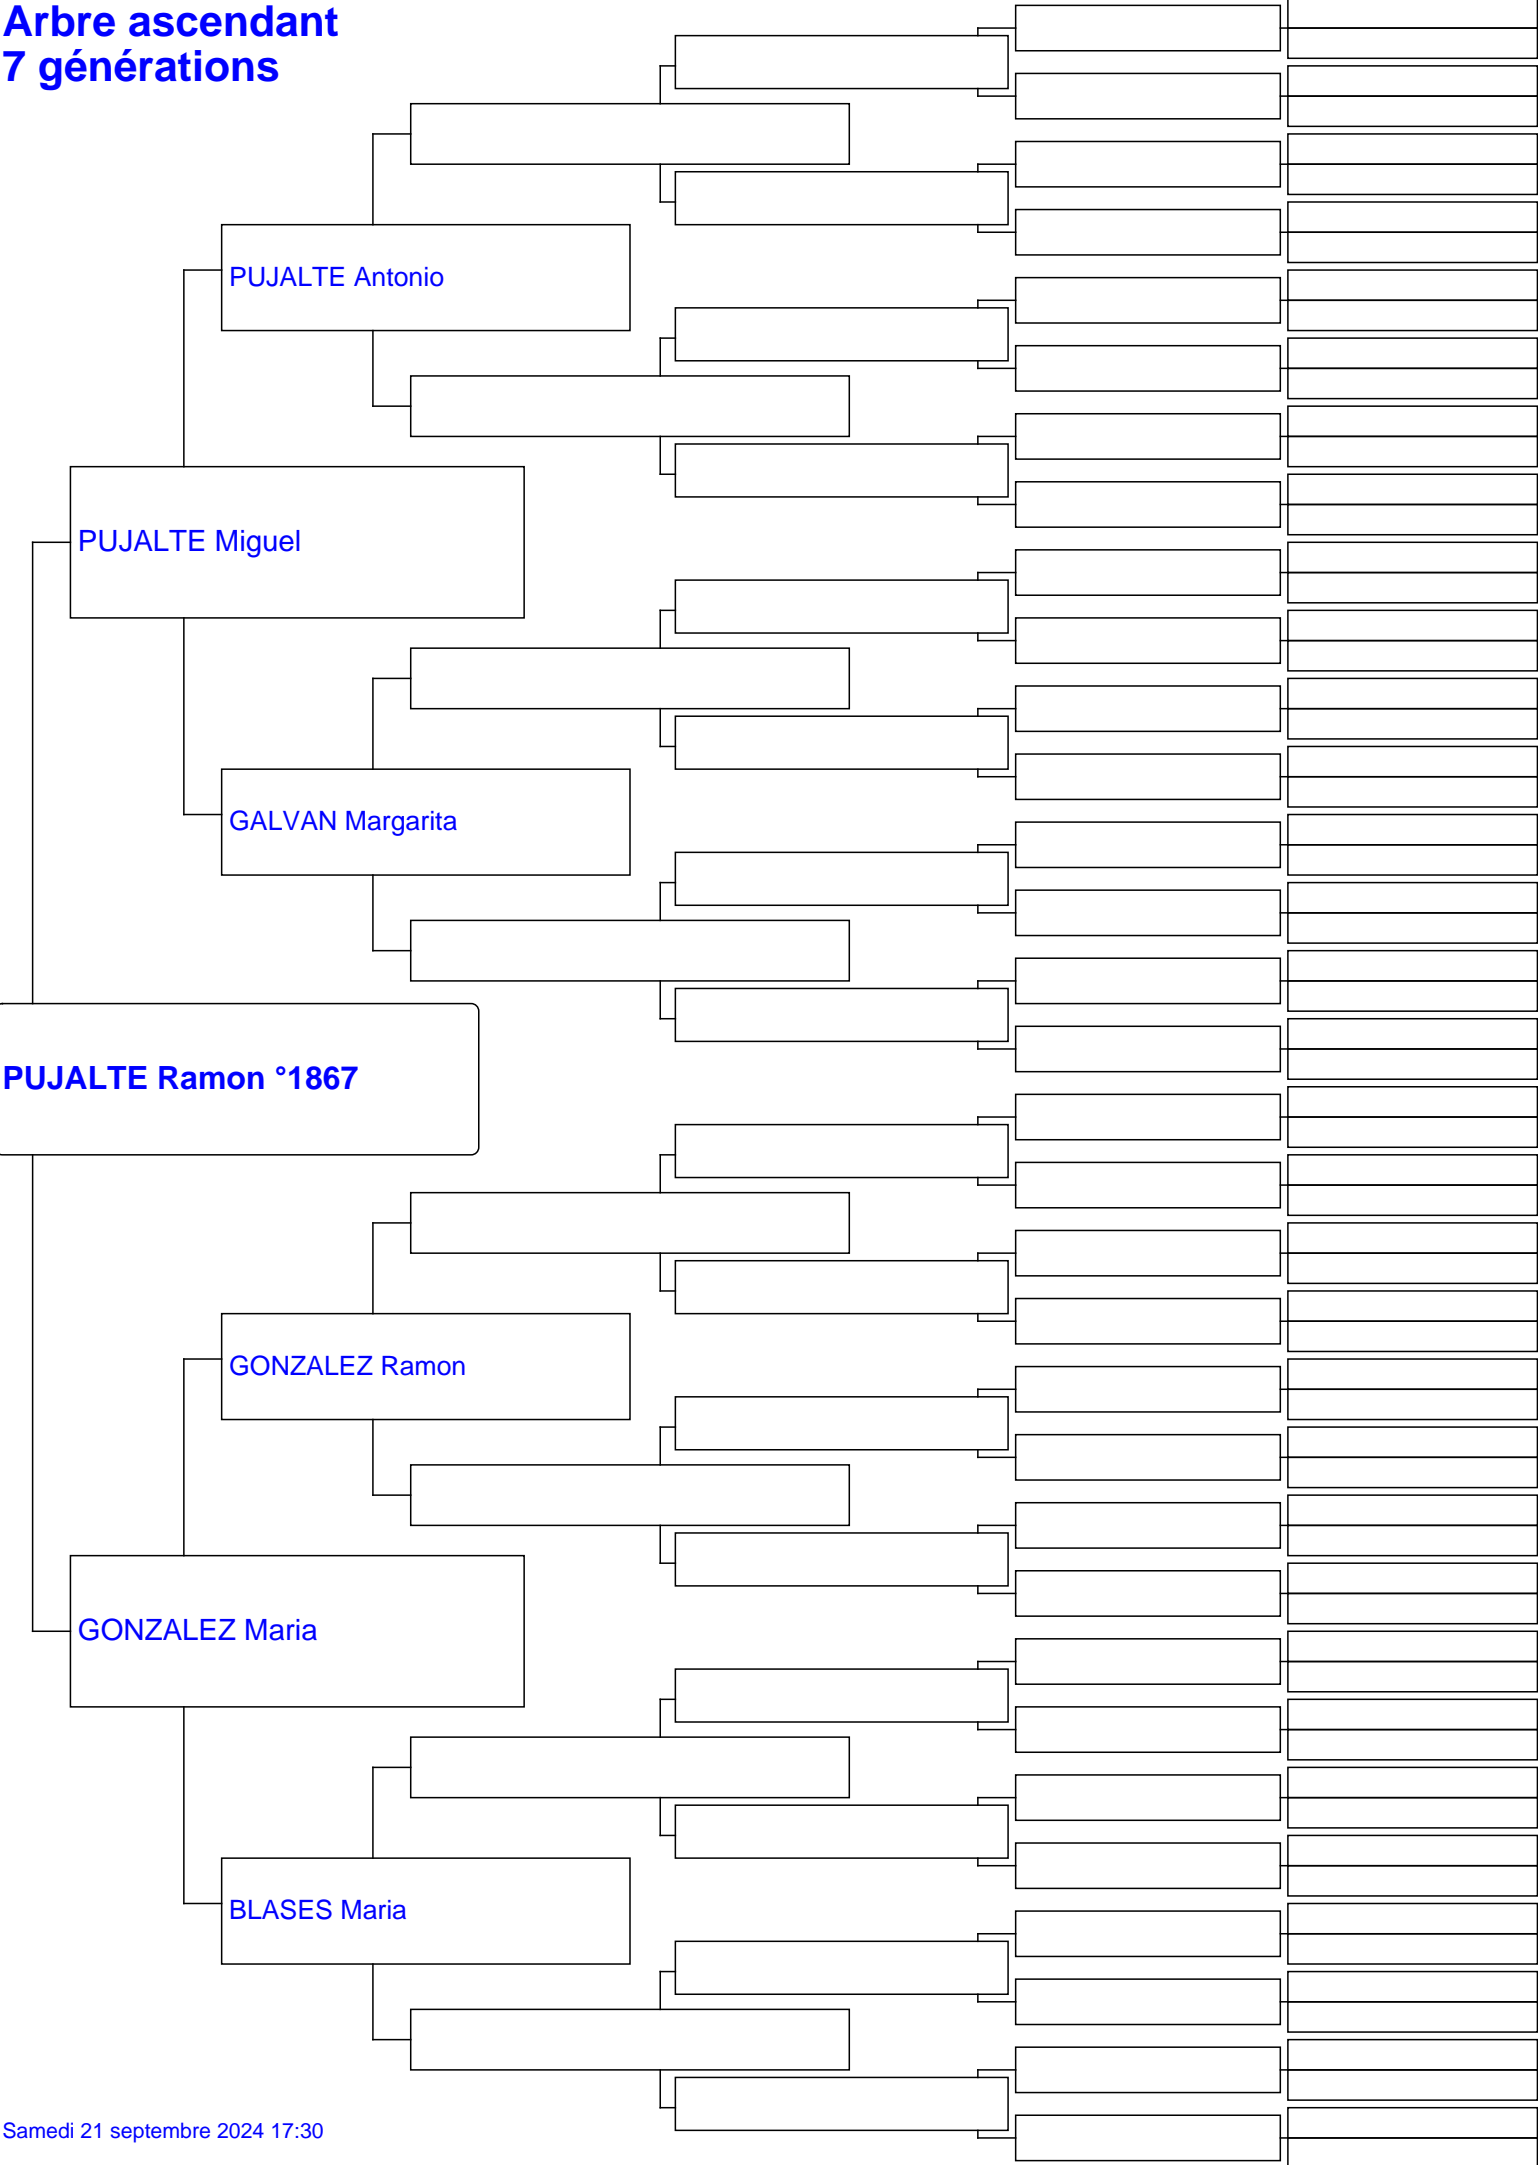 Arbre ascendant
7 générations
PUJALTE Antonio
PUJALTE Miguel
GALVAN Margarita
PUJALTE Ramon °1867
GONZALEZ Ramon
GONZALEZ Maria
BLASES Maria
Samedi 21 septembre 2024 17:30